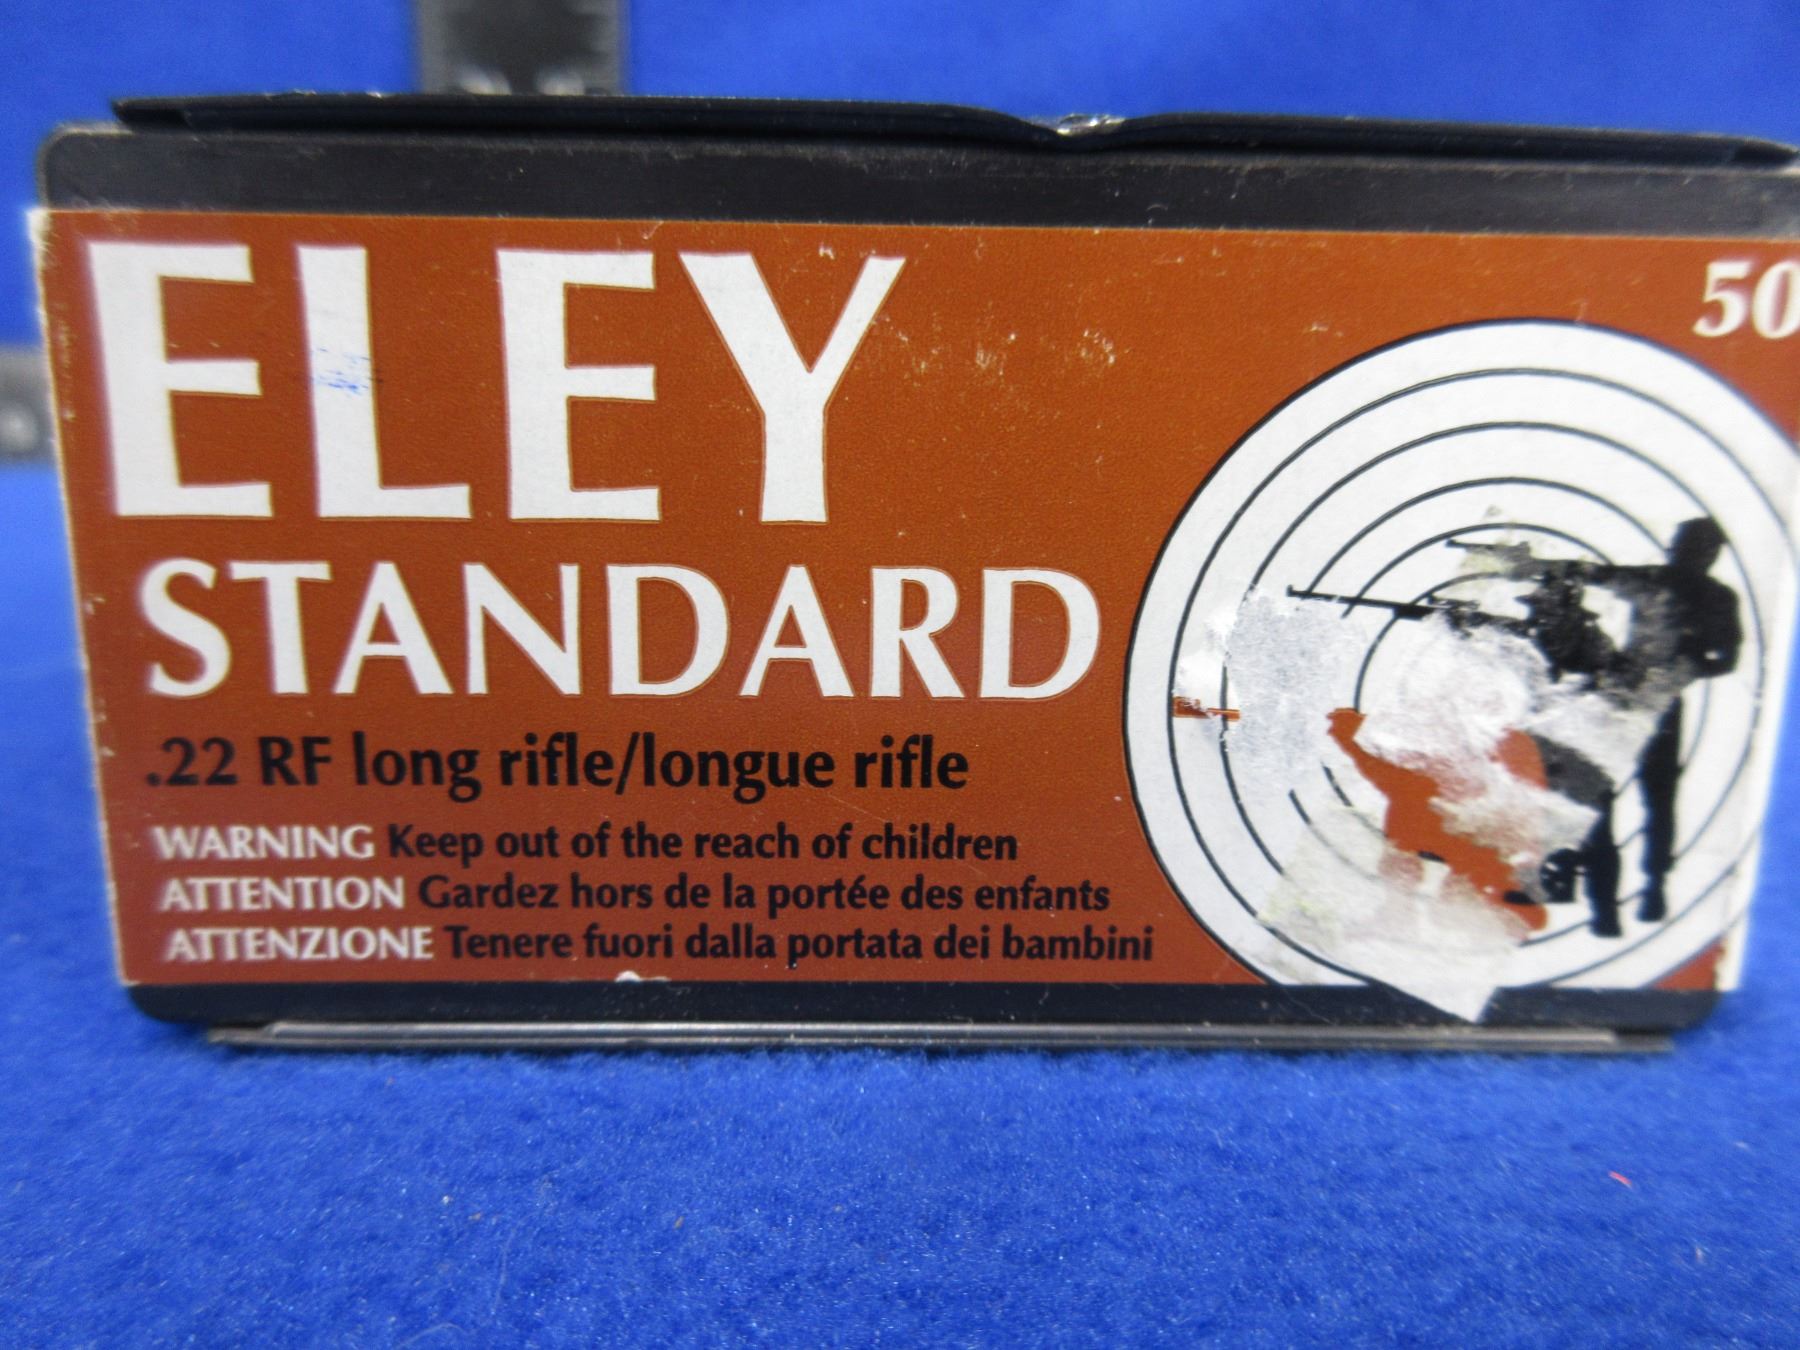 ELEY
50
STANDARD
.22 RF long rifle/longue rifle
WARNING Keep out of the reach of children
ATTENTION Gardez hors de la portée des enfants
ATTENZIONE Tenere fuori dalla portata dei bambini